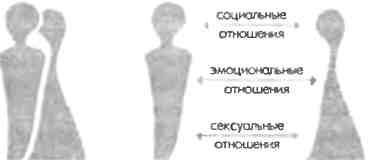 социальные
отношения
эмоциональные
отношения
сексуальные
отношения